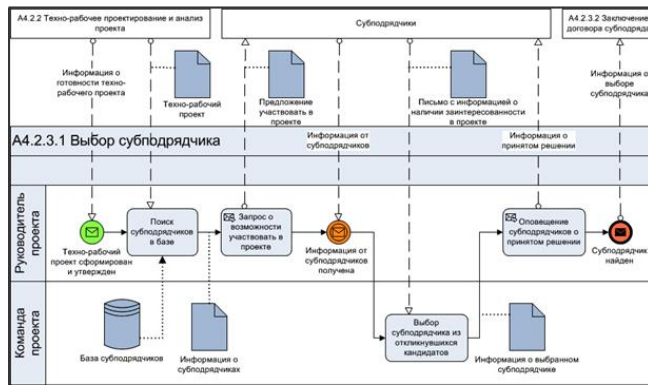 А4.2.2 Техно-рабочее проектирование и анализ
проекта
Субподрядчики
А4.2.3.2 Заключение
договора субподряда
Информация о
готовности техно-
рабочего проекта
Техно-рабочий
проект
Предложение
участвовать в
проекте
Письмо с информацией о
наличии заинтересованности
в проекте
Информация о
выборе
субподрядчика
А4.2.3.1 Выбор субподрядчика
Информация от
субподрядчиков
Информация о
принятом решении
Руководитель
проекта
Техно-рабочий
проект сформирован
и утвержден
Поиск
субподрядчиков
в базе
Запрос о
возможности
участвовать в
проекте
Информация от
субподрядчиков
получена
Оповещение
субподрядчиков о
принятом решении
Субподрядчик
найден
Команда
проекта
База субподрядчиков
Информация о
субподрядчиках
Выбор
субподрядчика из
откликнувшихся
кандидатов
Информация о выбранном
субподрядчике